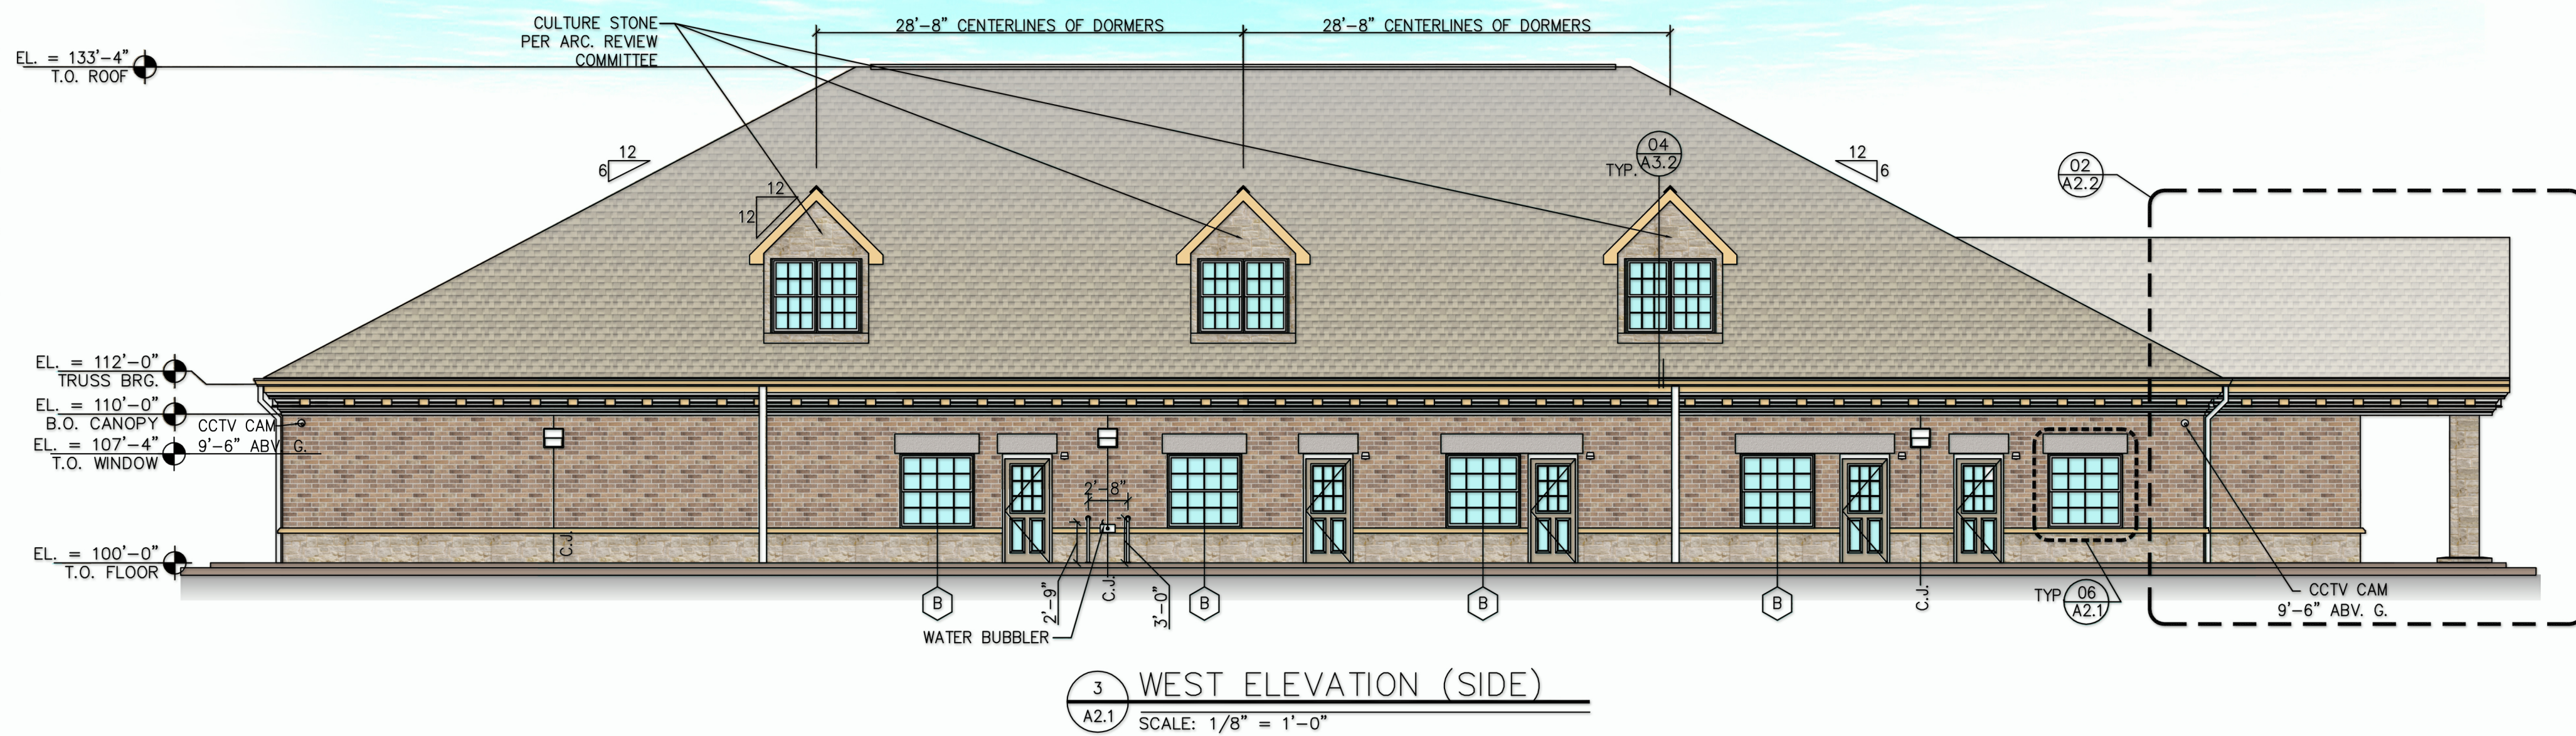 CULTURE STONE
PER ARC. REVIEW
COMMITTEE
28'-8" CENTERLINES OF DORMERS
28'-8" CENTERLINES OF DORMERS
EL. = 133'-4"
T.O. ROOF
12
6
12
12
TYP.
04
A3.2
12
6
02
A2.2
EL. = 112'-0"
TRUSS BRG.
EL. = 110'-0"
B.O. CANOPY
CCTV CAM
9'-6" ABV. G.
EL. = 107'-4"
T.O. WINDOW
EL. = 100'-0"
T.O. FLOOR
C.J.
2'-8"
2'-9"
C.J.
3'-0"
C.J.
B
B
B
B
WATER BUBBLER
TYP
06
A2.1
CCTV CAM
9'-6" ABV. G.
3
A2.1
WEST ELEVATION (SIDE)
SCALE: 1/8" = 1'-0"